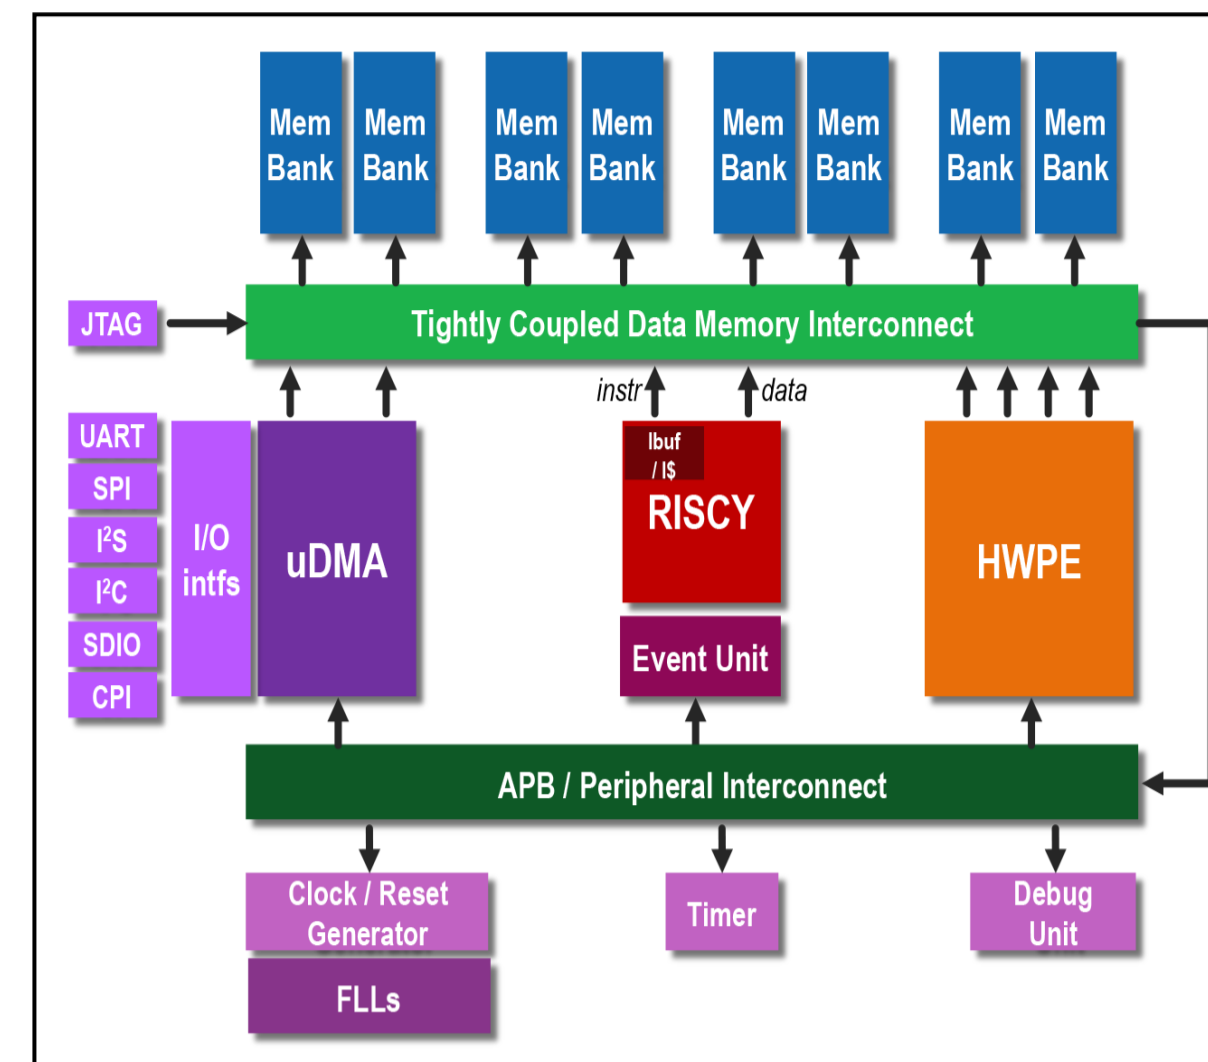 Mem
Bank
Mem
Bank
Mem
Bank
Mem
Bank
Mem
Bank
Mem
Bank
Mem
Bank
Mem
Bank
JTAG
Tightly Coupled Data Memory Interconnect
instr
data
UART
SPI
I²S
I²C
SDIO
CPI
I/O
intfs
uDMA
Ibuf
/ I$
RISCY
Event Unit
HWPE
APB / Peripheral Interconnect
Clock / Reset
Generator
FLLs
Timer
Debug
Unit